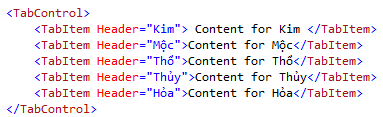 <TabControl>
<TabItem Header="Kim"> Content for Kim </TabItem>
<TabItem Header="Mộc">Content for Mộc</TabItem>
<TabItem Header="Thổ">Content for Thổ</TabItem>
<TabItem Header="Thủy">Content for Thủy</TabItem>
<TabItem Header="Hỏa">Content for Hỏa</TabItem>
</TabControl>